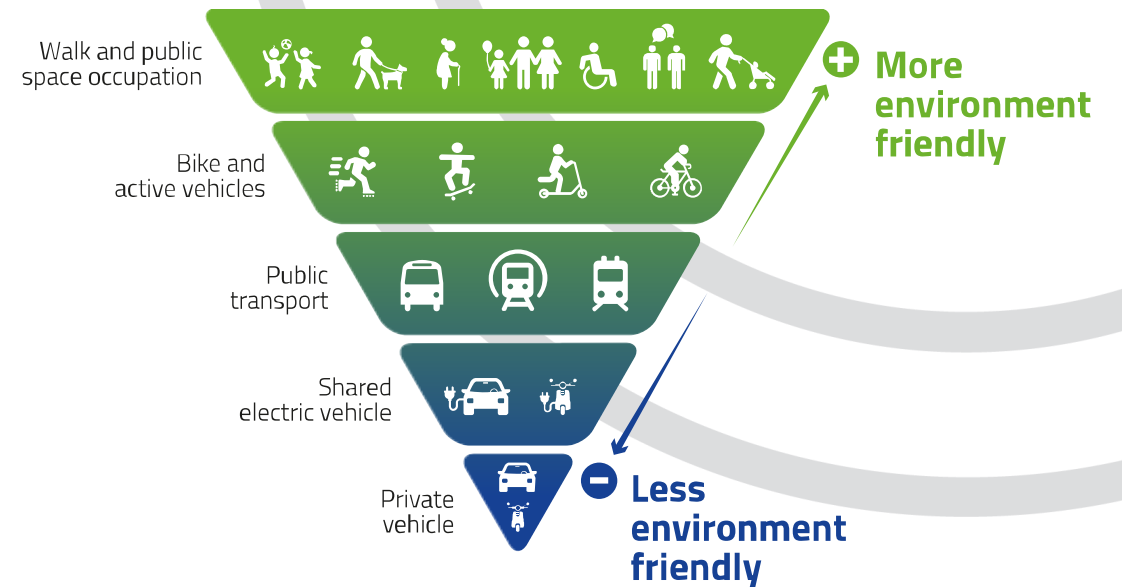 Walk and public
space occupation
More
environment
friendly
Bike and
active vehicles
Public
transport
Shared
electric vehicle
Private
vehicle
Less
environment
friendly